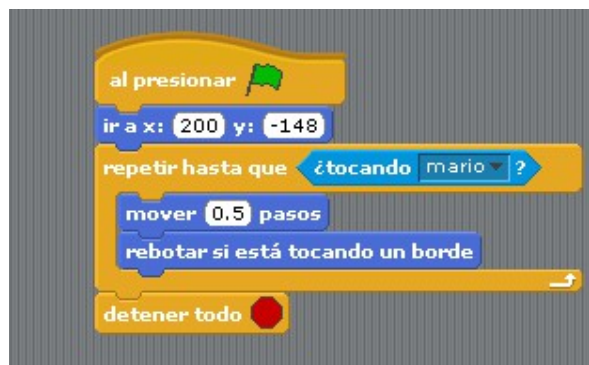 al presionar
ir a x: 200 y: -148
repetir hasta que ¿tocando mario ?
mover 0.5 pasos
rebotar si está tocando un borde
detener todo